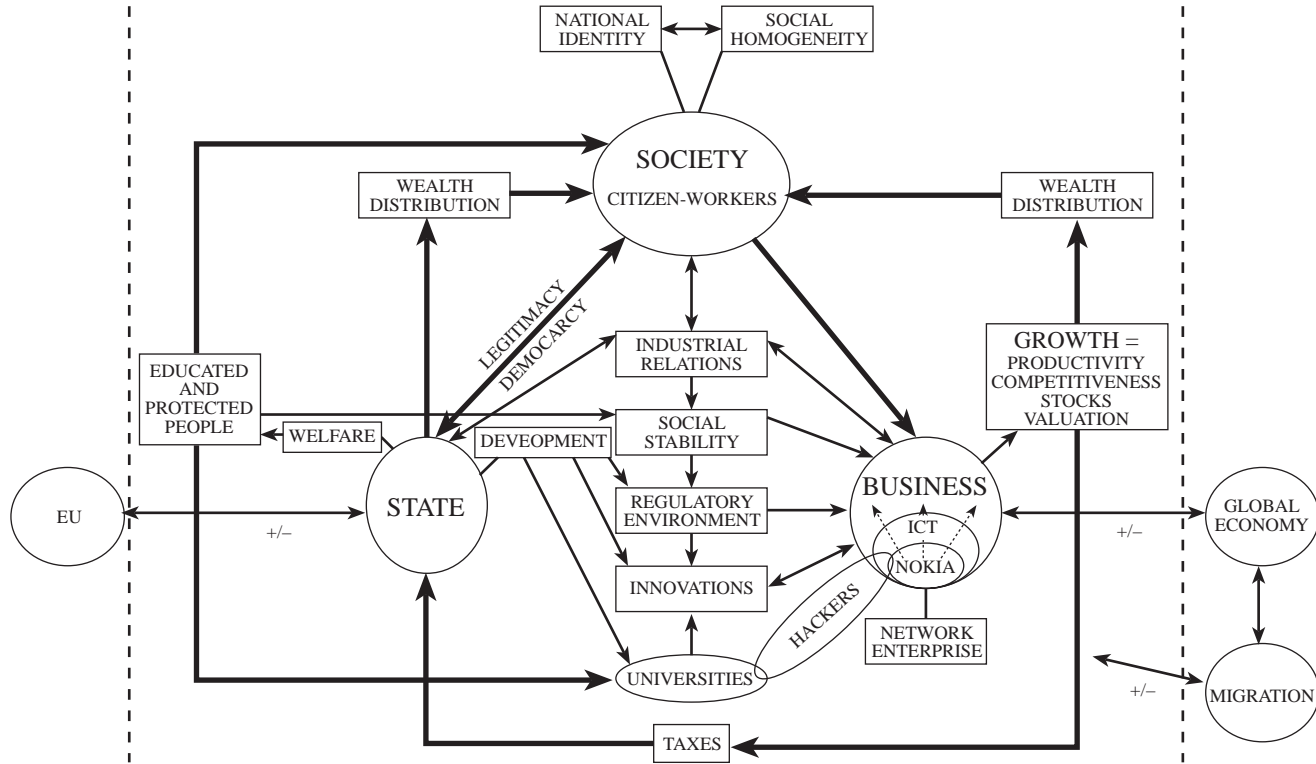 NATIONAL
IDENTITY
SOCIAL
HOMOGENEITY
SOCIETY
CITIZEN-WORKERS
WEALTH
DISTRIBUTION
WEALTH
DISTRIBUTION
LEGITIMACY
DEMOCARCY
INDUSTRIAL
RELATIONS
GROWTH =
PRODUCTIVITY
COMPETITIVENESS
STOCKS
VALUATION
EDUCATED
AND
PROTECTED
PEOPLE
WELFARE
DEVEOPMENT
SOCIAL
STABILITY
STATE
REGULATORY
ENVIRONMENT
BUSINESS
ICT
NOKIA
EU
+/–
+/–
GLOBAL
ECONOMY
INNOVATIONS
HACKERS
NETWORK
ENTERPRISE
UNIVERSITIES
+/–
MIGRATION
TAXES